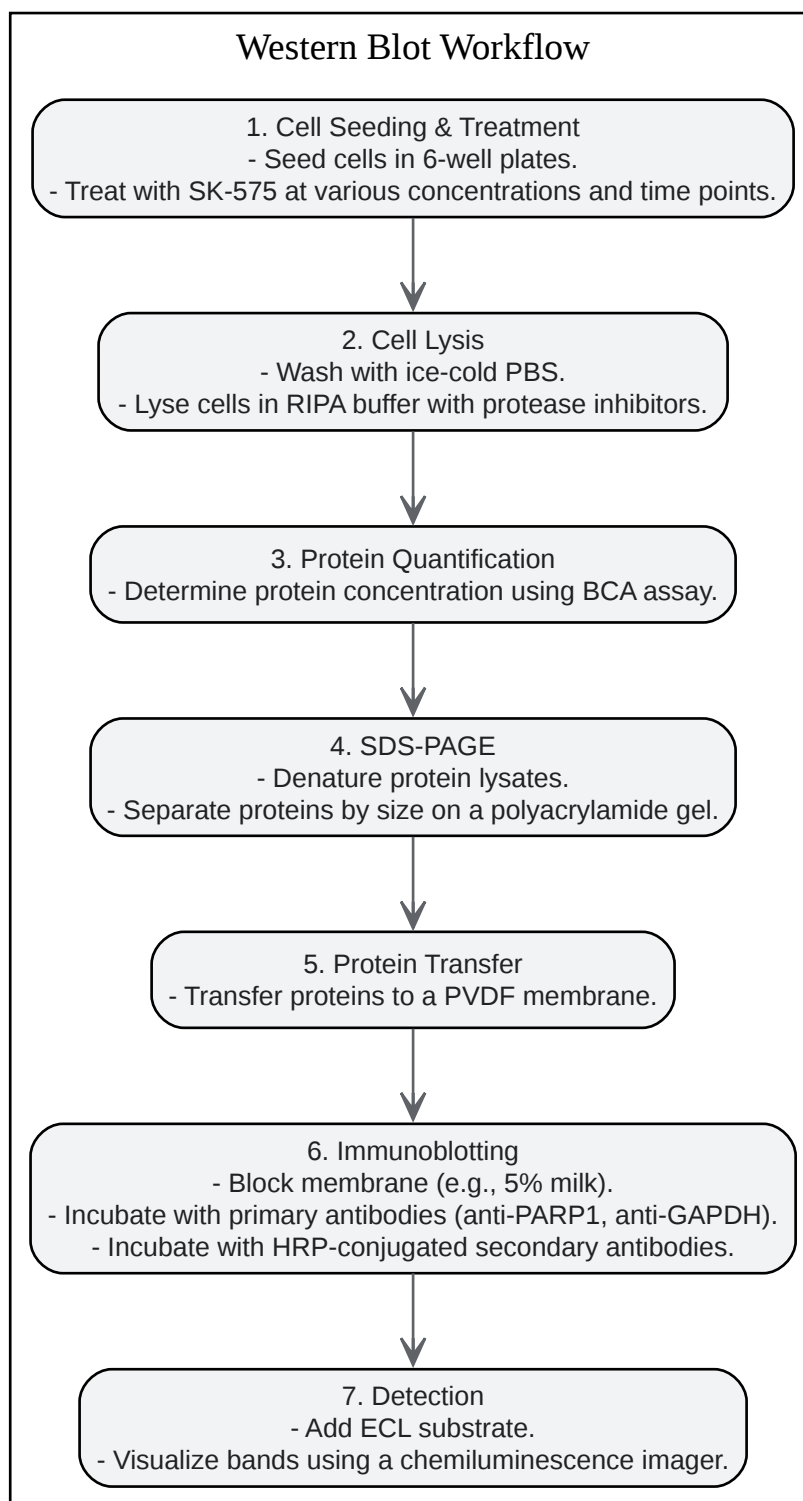 Western Blot Workflow
1. Cell Seeding & Treatment
- Seed cells in 6-well plates.
- Treat with SK-575 at various concentrations and time points.
2. Cell Lysis
- Wash with ice-cold PBS.
- Lyse cells in RIPA buffer with protease inhibitors.
3. Protein Quantification
- Determine protein concentration using BCA assay.
4. SDS-PAGE
- Denature protein lysates.
- Separate proteins by size on a polyacrylamide gel.
5. Protein Transfer
- Transfer proteins to a PVDF membrane.
6. Immunoblotting
- Block membrane (e.g., 5% milk).
- Incubate with primary antibodies (anti-PARP1, anti-GAPDH).
- Incubate with HRP-conjugated secondary antibodies.
7. Detection
- Add ECL substrate.
- Visualize bands using a chemiluminescence imager.